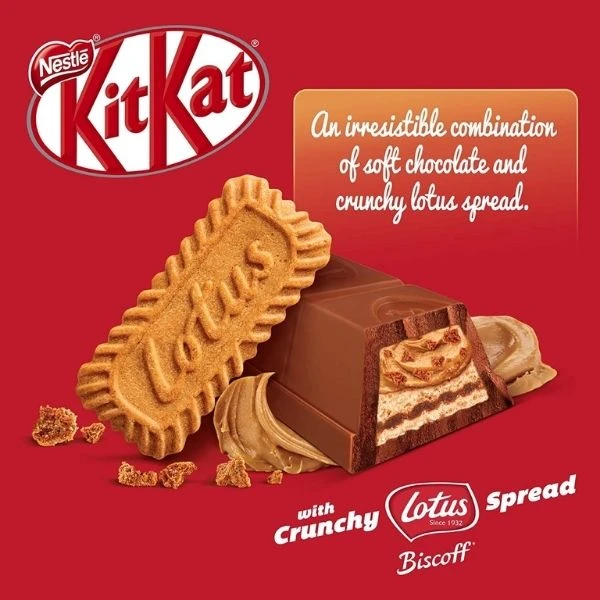 Nestlé
KitKat®
An irresistible combination
of soft chocolate and
crunchy lotus spread.
Lotus
with
Crunchy
Lotus
Since 1932
Spread
Biscoff